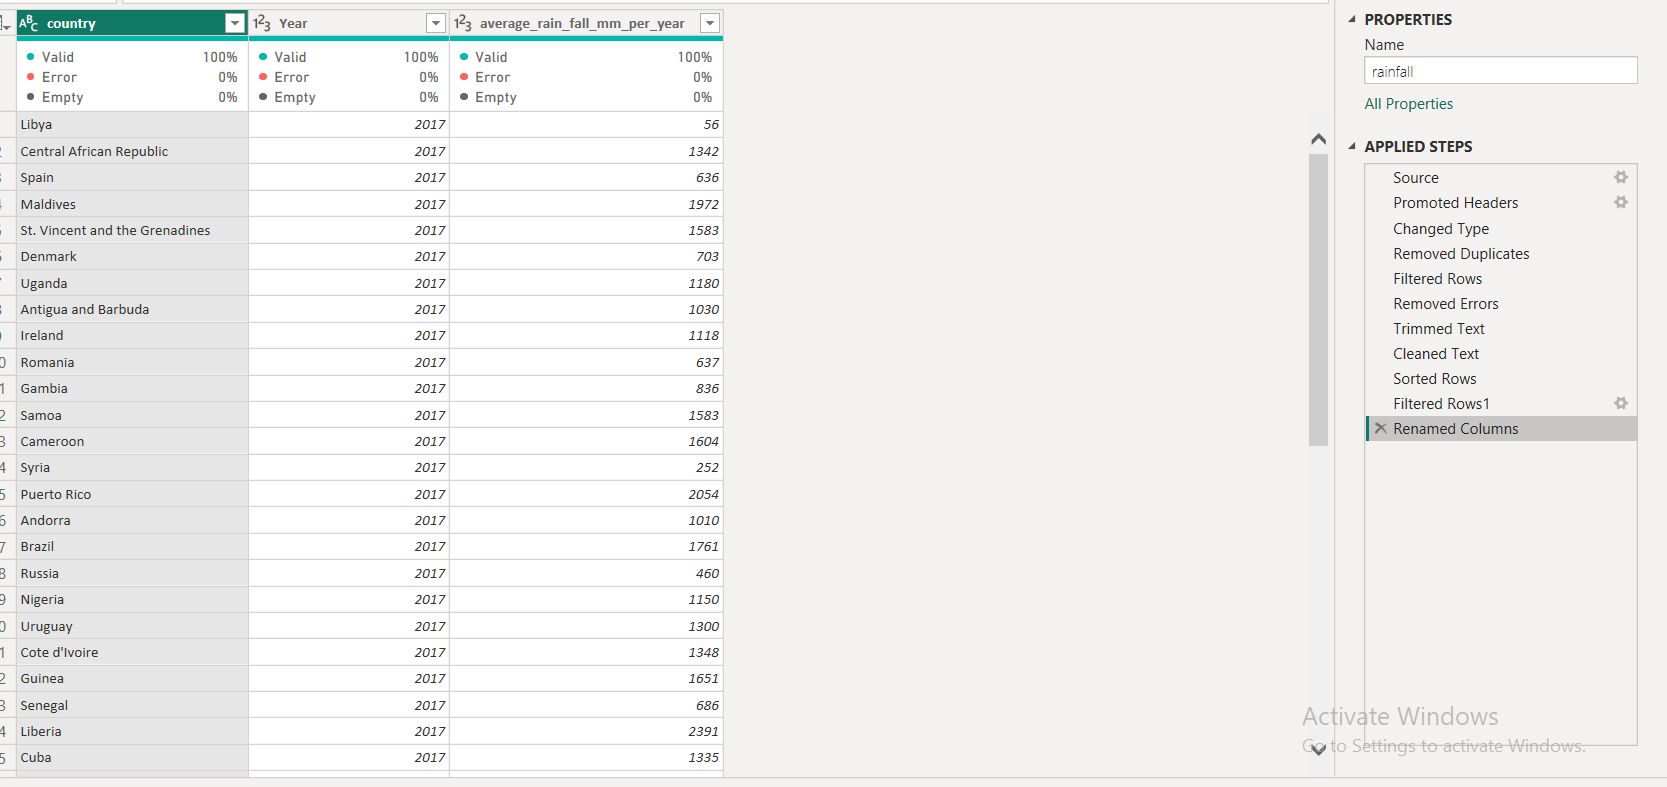 ABC country 123 Year 123 average_rain_fall_mm_per_year
Valid 100% Valid 100% Valid 100%
Error 0% Error 0% Error 0%
Empty 0% Empty 0% Empty 0%
Libya 2017 56
Central African Republic 2017 1342
Spain 2017 636
Maldives 2017 1972
St. Vincent and the Grenadines 2017 1583
Denmark 2017 703
Uganda 2017 1180
Antigua and Barbuda 2017 1030
Ireland 2017 1118
Romania 2017 637
Gambia 2017 836
Samoa 2017 1583
Cameroon 2017 1604
Syria 2017 252
Puerto Rico 2017 2054
Andorra 2017 1010
Brazil 2017 1761
Russia 2017 460
Nigeria 2017 1150
Uruguay 2017 1300
Cote d'Ivoire 2017 1348
Guinea 2017 1651
Senegal 2017 686
Liberia 2017 2391
Cuba 2017 1335
PROPERTIES
Name
rainfall
All Properties
APPLIED STEPS
Source
Promoted Headers
Changed Type
Removed Duplicates
Filtered Rows
Removed Errors
Trimmed Text
Cleaned Text
Sorted Rows
Filtered Rows1
Renamed Columns
Activate Windows
Go to Settings to activate Windows.